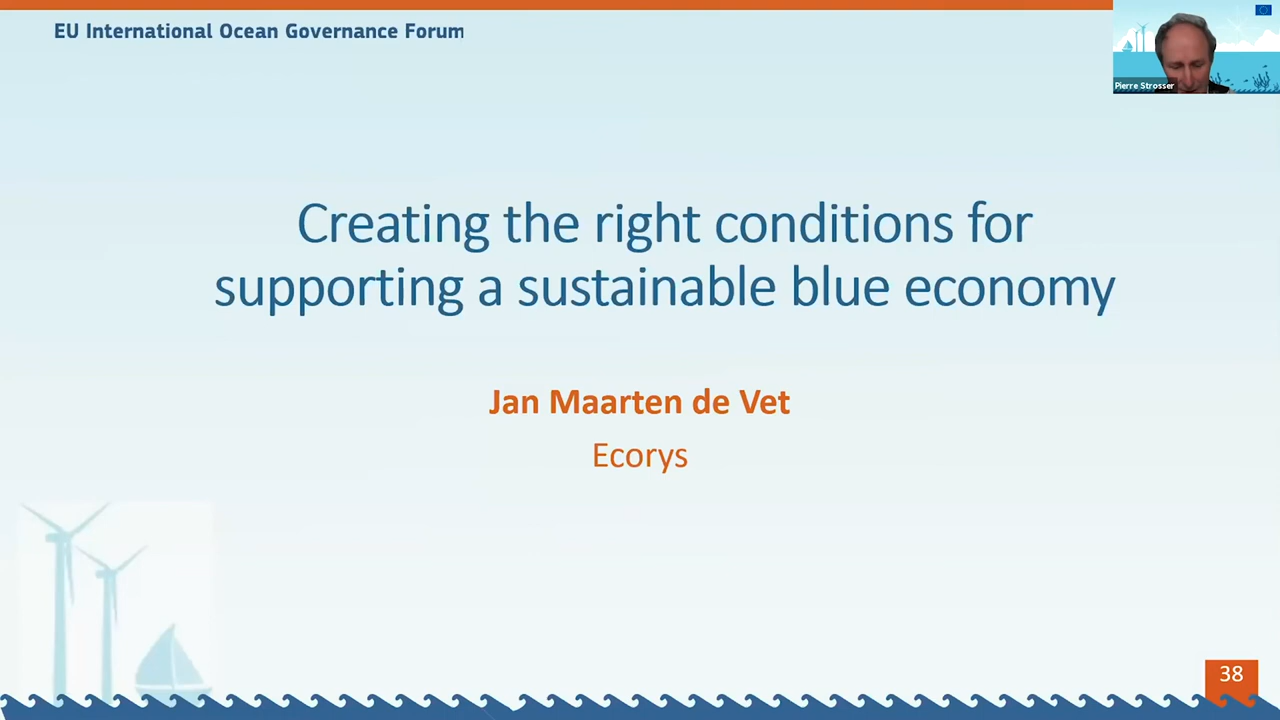 EU International Ocean Governance Forum
Pierre Strosser
Creating the right conditions for
supporting a sustainable blue economy
Jan Maarten de Vet
Ecorys
38